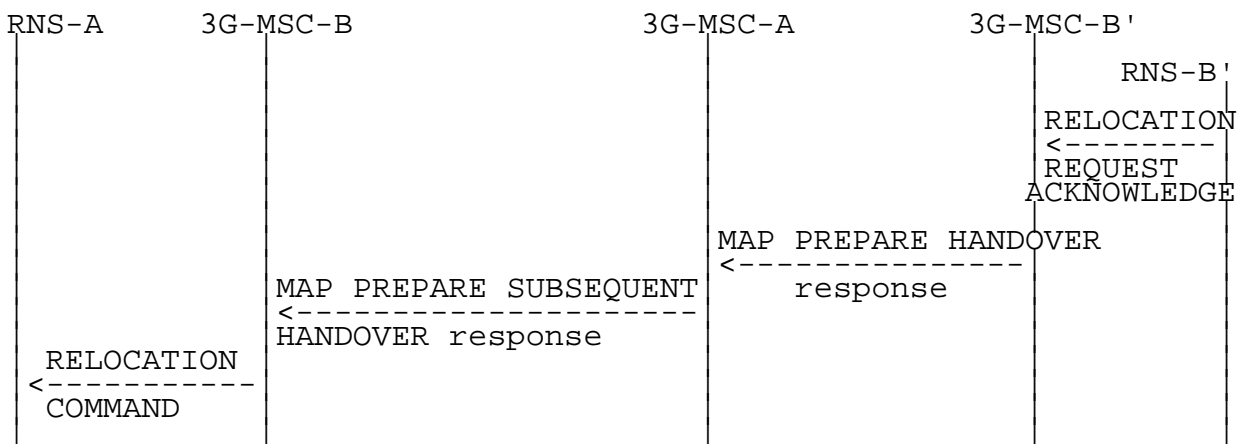 RNS-A 3G-MSC-B 3G-MSC-A 3G-MSC-B'
RNS-B'
RELOCATION
<---------
REQUEST
ACKNOWLEDGE
MAP PREPARE HANDOVER
<---------------
response
MAP PREPARE SUBSEQUENT
<---------------------
HANDOVER response
RELOCATION
<-----------
COMMAND